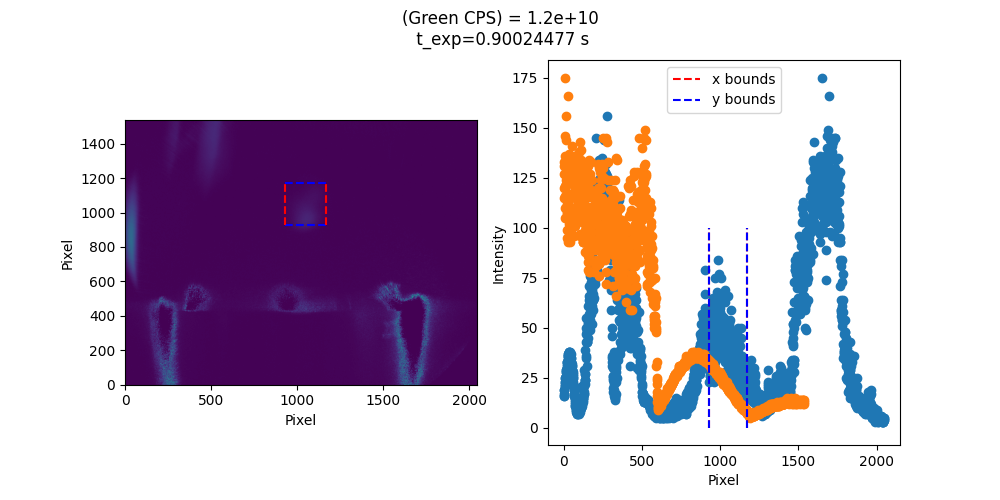 (Green CPS) = 1.2e+10
t_exp=0.90024477 s
1400
1200
1000
800
600
400
200
0
Pixel
0 500 1000 1500 2000
Pixel
175
150
125
100
75
50
25
0
Intensity
x bounds
y bounds
0 500 1000 1500 2000
Pixel